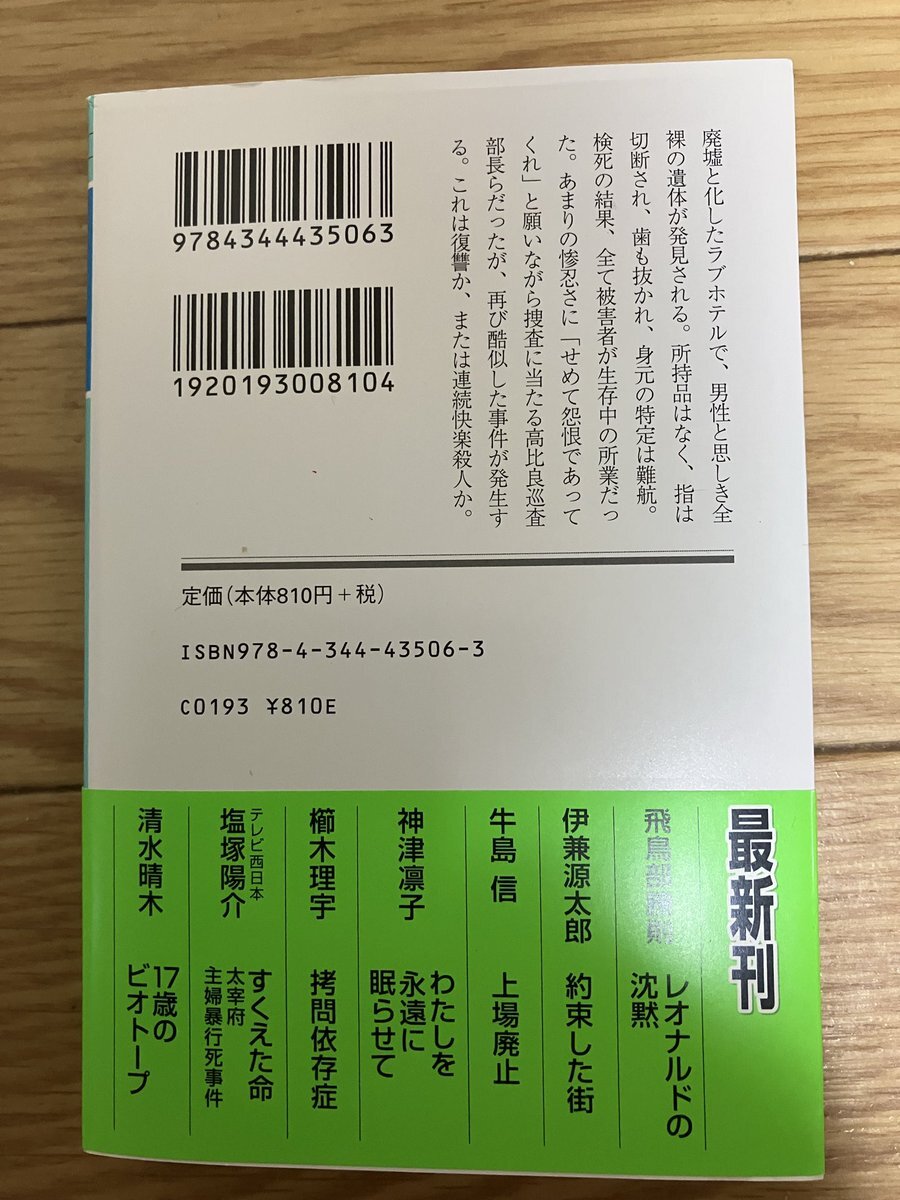 廃墟と化したラブホテルで、男性と思しき全
裸の遺体が発見される。所持品はなく、指は
切断され、歯も抜かれ、身元の特定は難航。
検死の結果、全て被害者が生存中の所業だっ
た。あまりの惨忍さに「せめて怨恨であって
くれ」と願いながら捜査に当たる高比良巡査
部長らだったが、再び酷似した事件が発生す
る。これは復讐か、または連続快楽殺人か。
9784344435063
1920193008104
定価(本体810円+税)
ISBN978-4-344-43506-3
C0193 ¥810E
最新刊
飛鳥部勝則 レオナルドの
沈黙
伊兼源太郎 約束した街
牛島 信 上場廃止
神津凛子 わたしを
永遠に
眠らせて
櫛木理宇 拷問依存症
テレビ西日本
塩塚陽介 すくえた命
太宰府
主婦暴行死事件
清水晴木 17歳の
ビオトープ